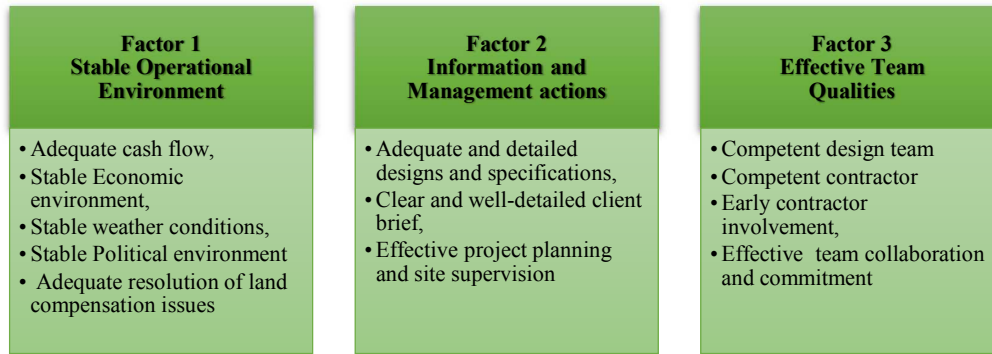 Factor 1
Stable Operational
Environment
• Adequate cash flow,
• Stable Economic
environment,
• Stable weather conditions,
• Stable Political environment
• Adequate resolution of land
compensation issues
Factor 2
Information and
Management actions
• Adequate and detailed
designs and specifications,
• Clear and well-detailed client
brief,
• Effective project planning
and site supervision
Factor 3
Effective Team
Qualities
• Competent design team
• Competent contractor
• Early contractor
involvement,
• Effective team collaboration
and commitment